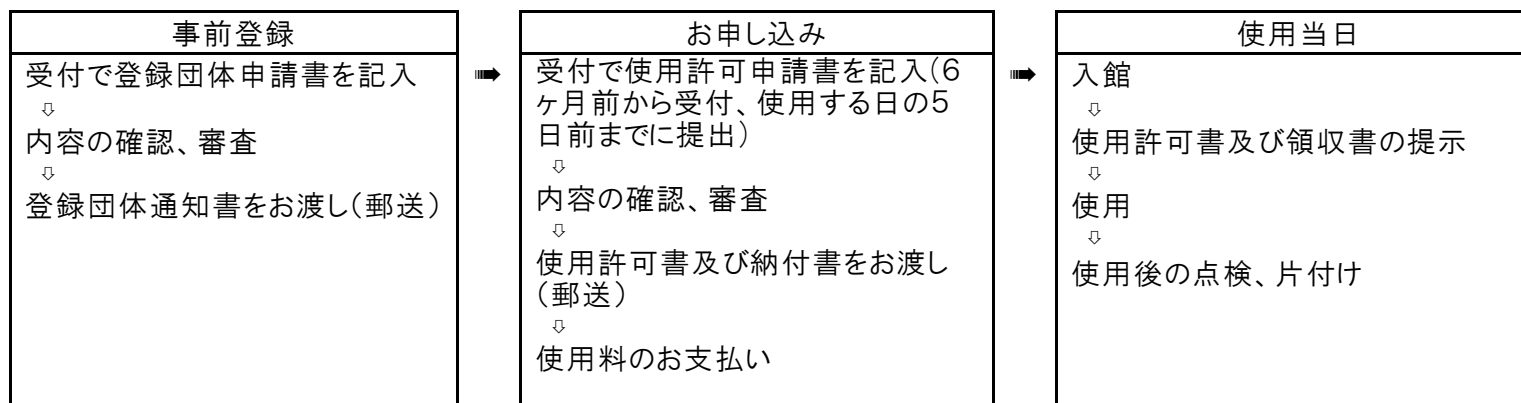 事前登録
受付で登録団体申請書を記入
⇩
内容の確認、審査
⇩
登録団体通知書をお渡し(郵送)
➠
お申し込み
受付で使用許可申請書を記入(6
ヶ月前から受付、使用する日の5
日前までに提出)
⇩
内容の確認、審査
⇩
使用許可書及び納付書をお渡し
(郵送)
⇩
使用料のお支払い
➠
使用当日
入館
⇩
使用許可書及び領収書の提示
⇩
使用
⇩
使用後の点検、片付け